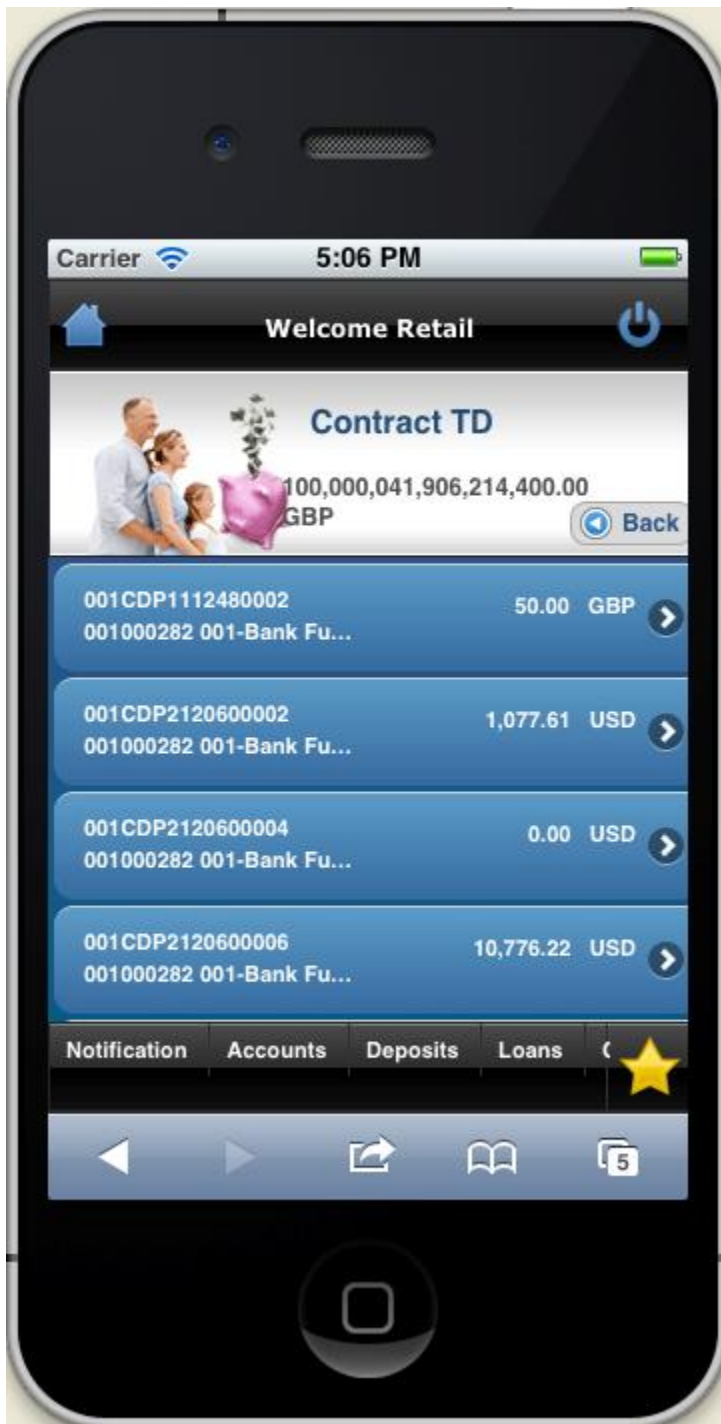 Carrier 5:06 PM
Welcome Retail
Contract TD
100,000,041,906,214,400.00
GBP
Back
001CDP1112480002 50.00 GBP
001000282 001-Bank Fu...
001CDP2120600002 1,077.61 USD
001000282 001-Bank Fu...
001CDP2120600004 0.00 USD
001000282 001-Bank Fu...
001CDP2120600006 10,776.22 USD
001000282 001-Bank Fu...
Notification Accounts Deposits Loans
5